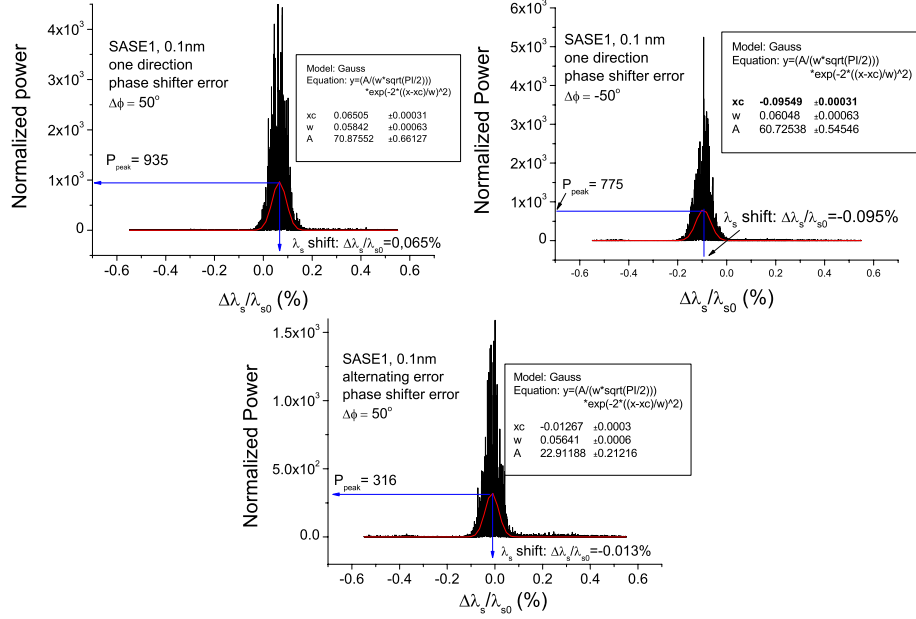 SASE1, 0.1nm
one direction
phase shifter error
Δϕ = 50°
Model: Gauss
Equation: y=(A/(w*sqrt(PI/2)))
*exp(-2*((x-xc)/w)^2)
xc 0.06505 ±0.00031
w 0.05842 ±0.00063
A 70.87552 ±0.66127
Normalized power
4x10³
3x10³
2x10³
1x10³
0
P_peak = 935
λ_s shift: Δλ_s/λ_s0=0,065%
-0.6 -0.4 -0.2 0.0 0.2 0.4 0.6
Δλ_s/λ_s0 (%)
SASE1, 0.1 nm
one direction
phase shifter error
Δϕ = -50°
Model: Gauss
Equation: y=(A/(w*sqrt(PI/2)))
*exp(-2*((x-xc)/w)^2)
xc -0.09549 ±0.00031
w 0.06048 ±0.00063
A 60.72538 ±0.54546
Normalized Power
6x10³
5x10³
4x10³
3x10³
2x10³
1x10³
0
P_peak = 775
λ_s shift: Δλ_s/λ_s0=-0.095%
-0.6 -0.4 -0.2 0.0 0.2 0.4 0.6
Δλ_s/λ_s0 (%)
SASE1, 0.1nm
alternating error
phase shifter error
Δϕ = 50°
Model: Gauss
Equation: y=(A/(w*sqrt(PI/2)))
*exp(-2*((x-xc)/w)^2)
xc -0.01267 ±0.0003
w 0.05641 ±0.0006
A 22.91188 ±0.21216
Normalized Power
1.5x10³
1.0x10³
5.0x10²
0.0
P_peak = 316
λ_s shift: Δλ_s/λ_s0=-0.013%
-0.6 -0.4 -0.2 0.0 0.2 0.4 0.6
Δλ_s/λ_s0 (%)